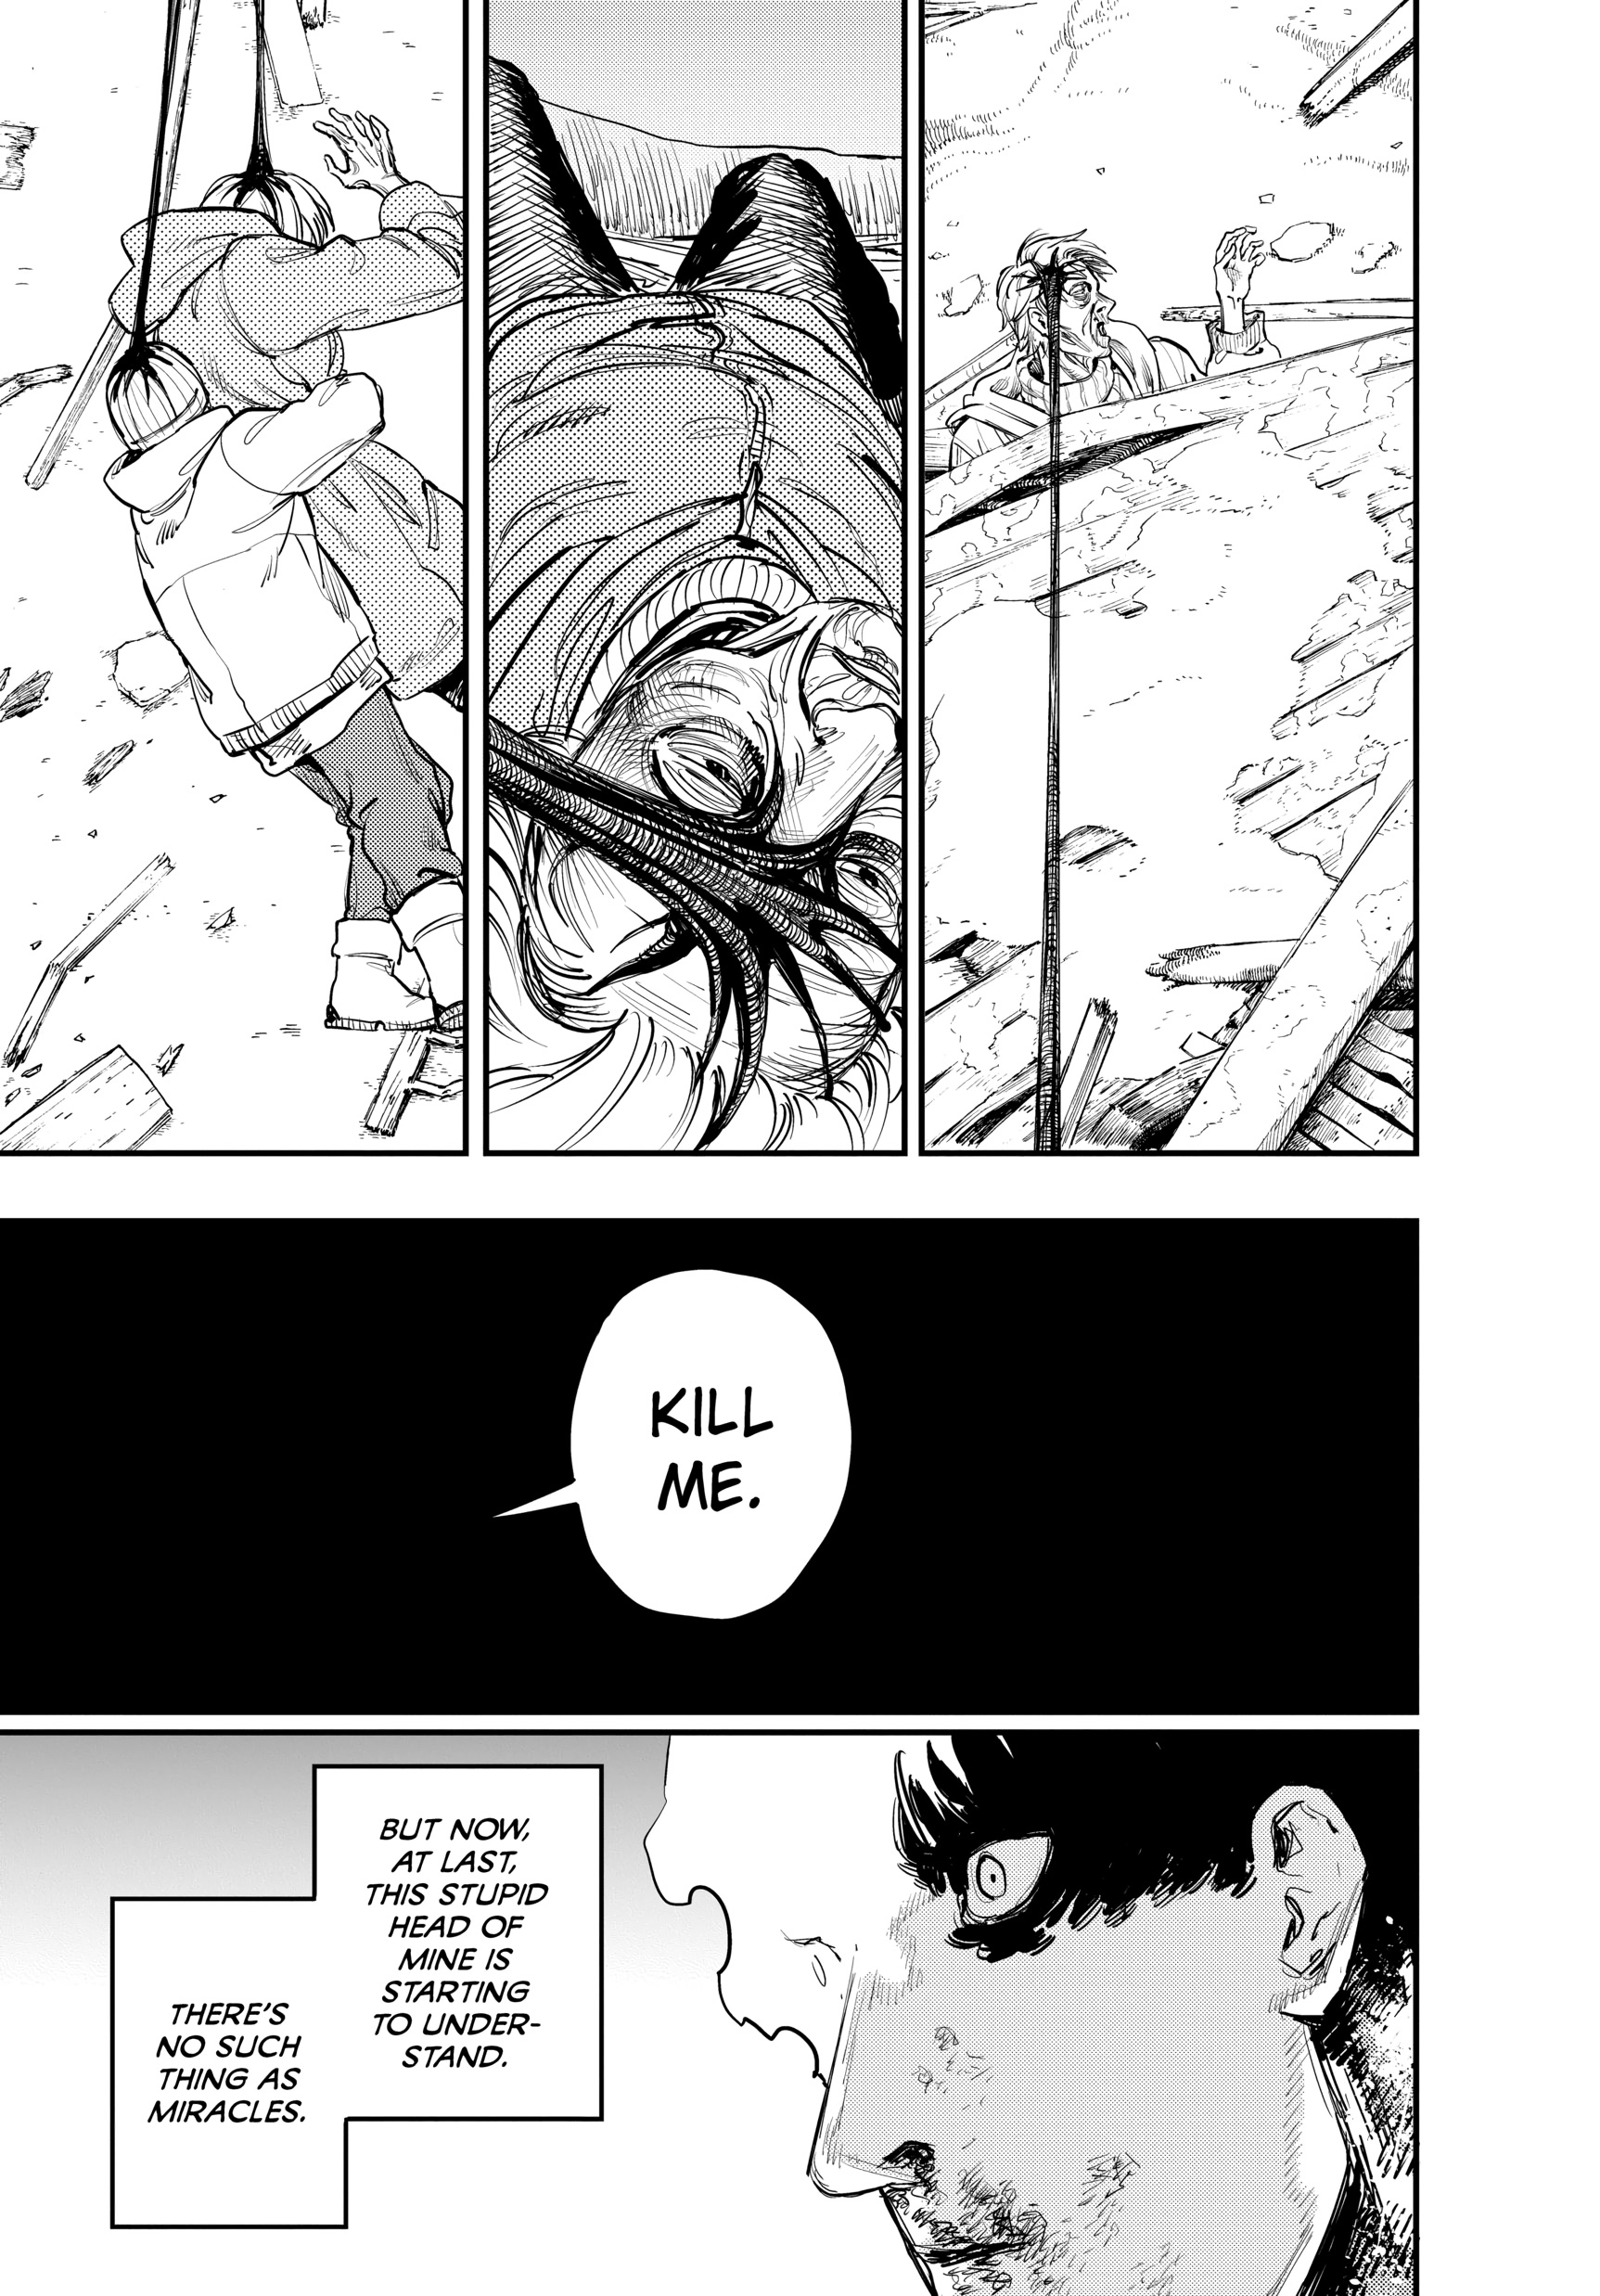 KILL
ME.
BUT NOW,
AT LAST,
THIS STUPID
HEAD OF
MINE IS
STARTING
TO UNDER-
STAND.
THERE'S
NO SUCH
THING AS
MIRACLES.